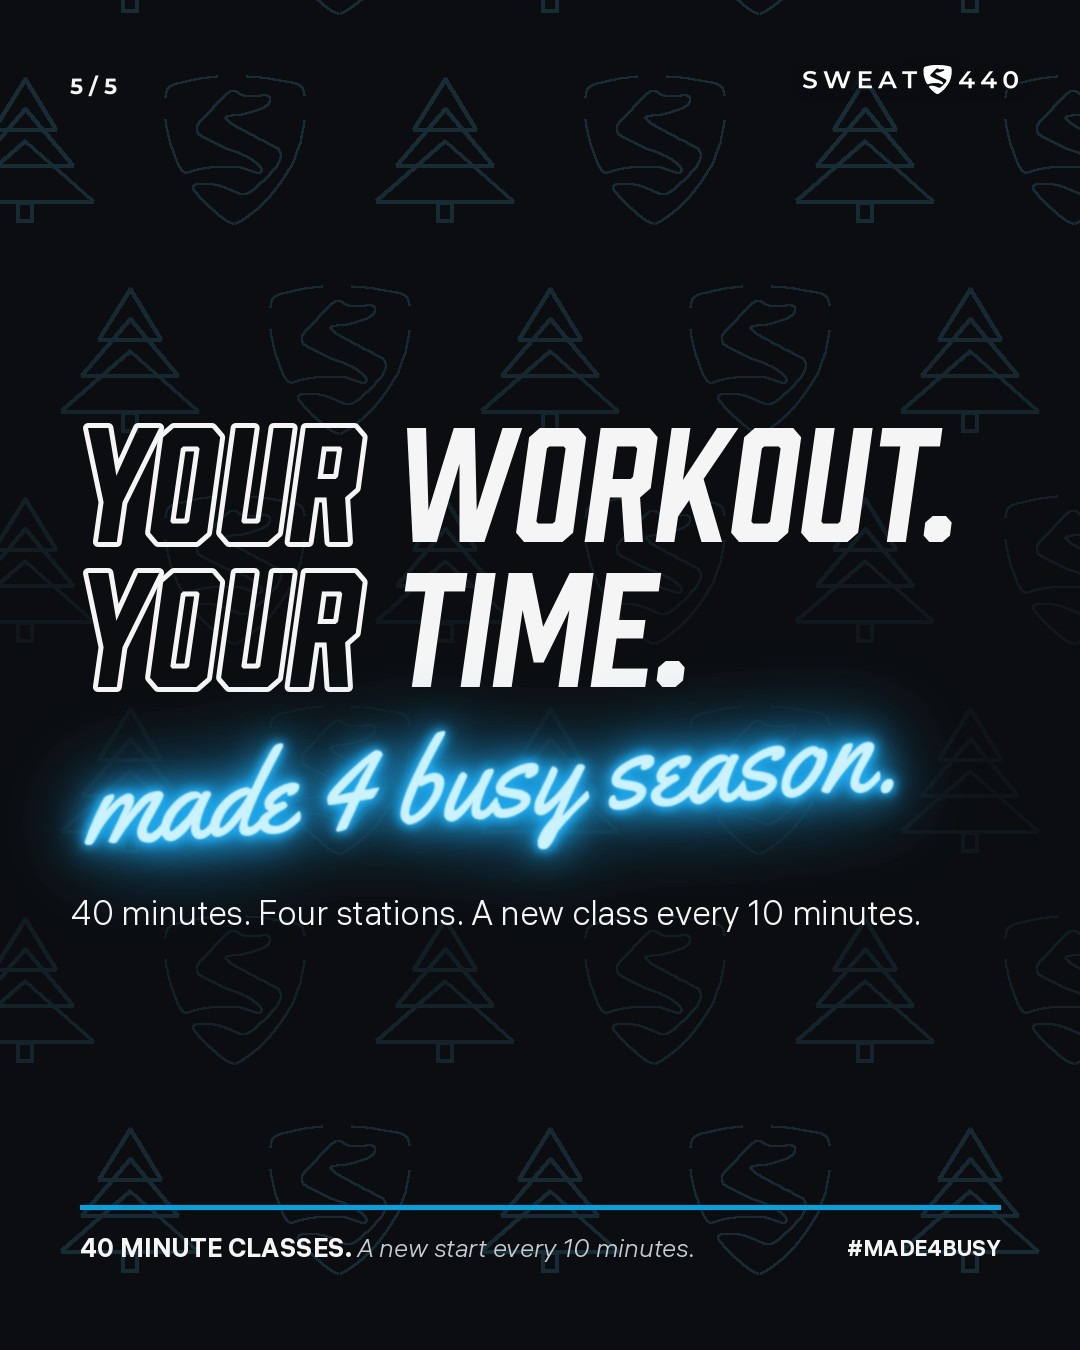 5 / 5
SWEAT 440
YOUR WORKOUT.
YOUR TIME.
made 4 busy season.
40 minutes. Four stations. A new class every 10 minutes.
40 MINUTE CLASSES. A new start every 10 minutes.
#MADE4BUSY